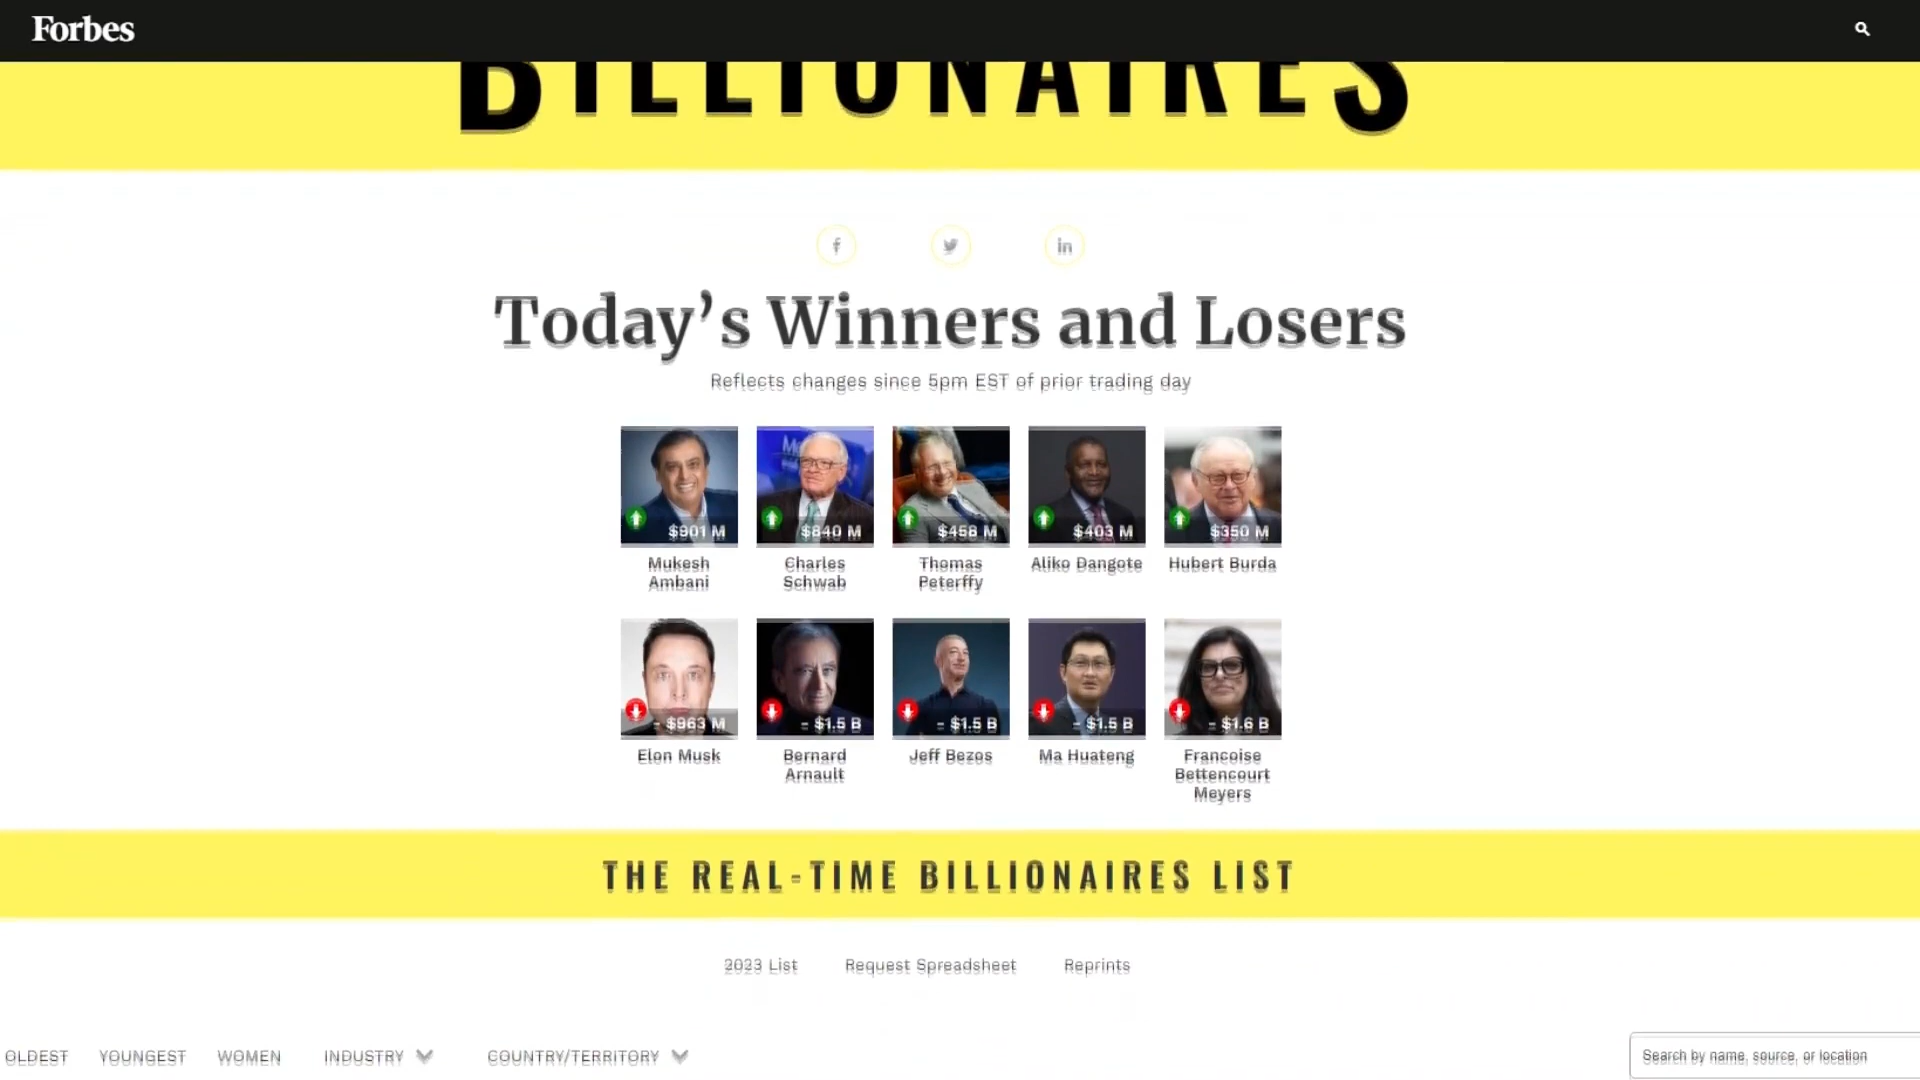 Forbes
BILLIONAIRES
Today's Winners and Losers
Reflects changes since 5pm EST of prior trading day
$901 M
$840 M
$458 M
$403 M
$350 M
Mukesh
Ambani
Charles
Schwab
Thomas
Peterffy
Aliko Dangote
Hubert Burda
- $963 M
- $1.5 B
- $1.5 B
- $1.5 B
- $1.6 B
Elon Musk
Bernard
Arnault
Jeff Bezos
Ma Huateng
Francoise
Bettencourt
Meyers
THE REAL-TIME BILLIONAIRES LIST
2023 List
Request Spreadsheet
Reprints
OLDEST
YOUNGEST
WOMEN
INDUSTRY
COUNTRY/TERRITORY
Search by name, source, or location